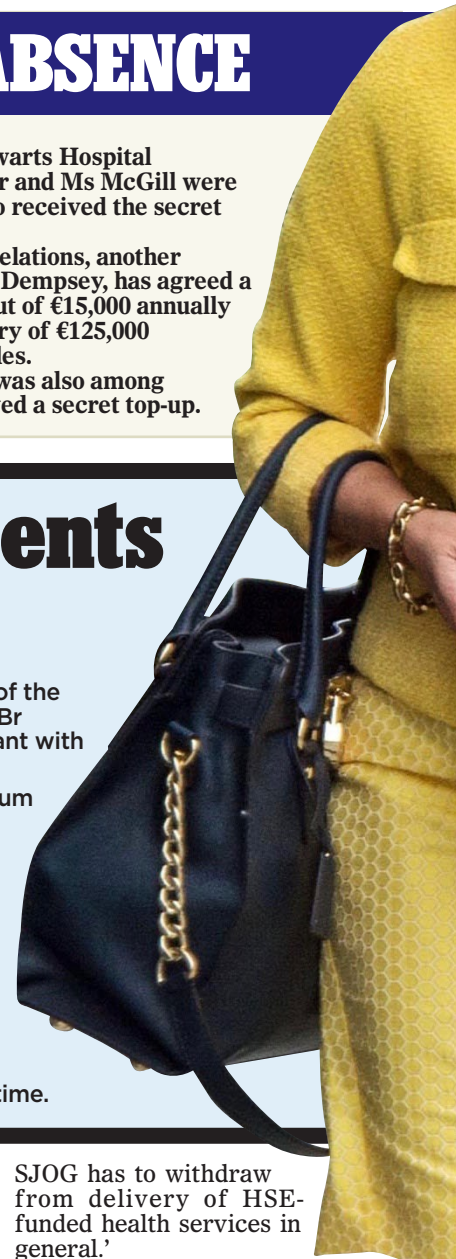 ABSENCE
warts Hospital
r and Ms McGill were
o received the secret
elations, another
Dempsey, has agreed a
ut of €15,000 annually
ry of €125,000
les.
was also among
ed a secret top-up.
ents
of the
Br
ant with
um
time.
SJOG has to withdraw
from delivery of HSE-
funded health services in
general.’